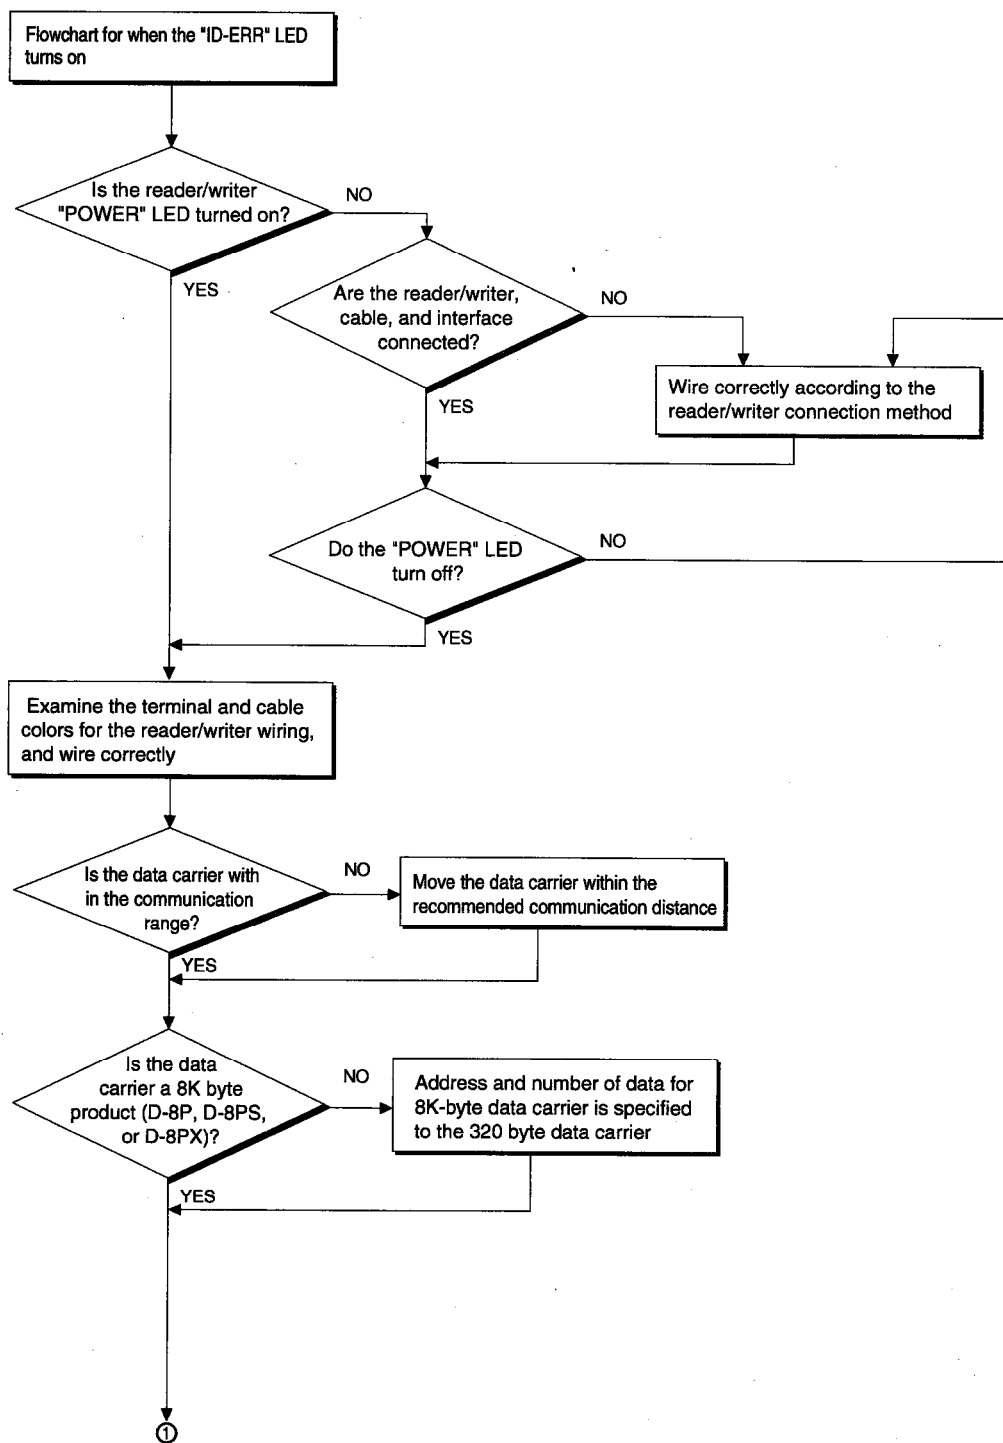 Flowchart for when the "ID-ERR" LED
turns on
Is the reader/writer
"POWER" LED turned on?
NO
YES
Are the reader/writer,
cable, and interface
connected?
NO
YES
Wire correctly according to the
reader/writer connection method
Do the "POWER" LED
turn off?
NO
YES
Examine the terminal and cable
colors for the reader/writer wiring,
and wire correctly
Is the data carrier with
in the communication
range?
NO
YES
Move the data carrier within the
recommended communication distance
Is the data
carrier a 8K byte
product (D-8P, D-8PS,
or D-8PX)?
NO
YES
Address and number of data for
8K-byte data carrier is specified
to the 320 byte data carrier
①